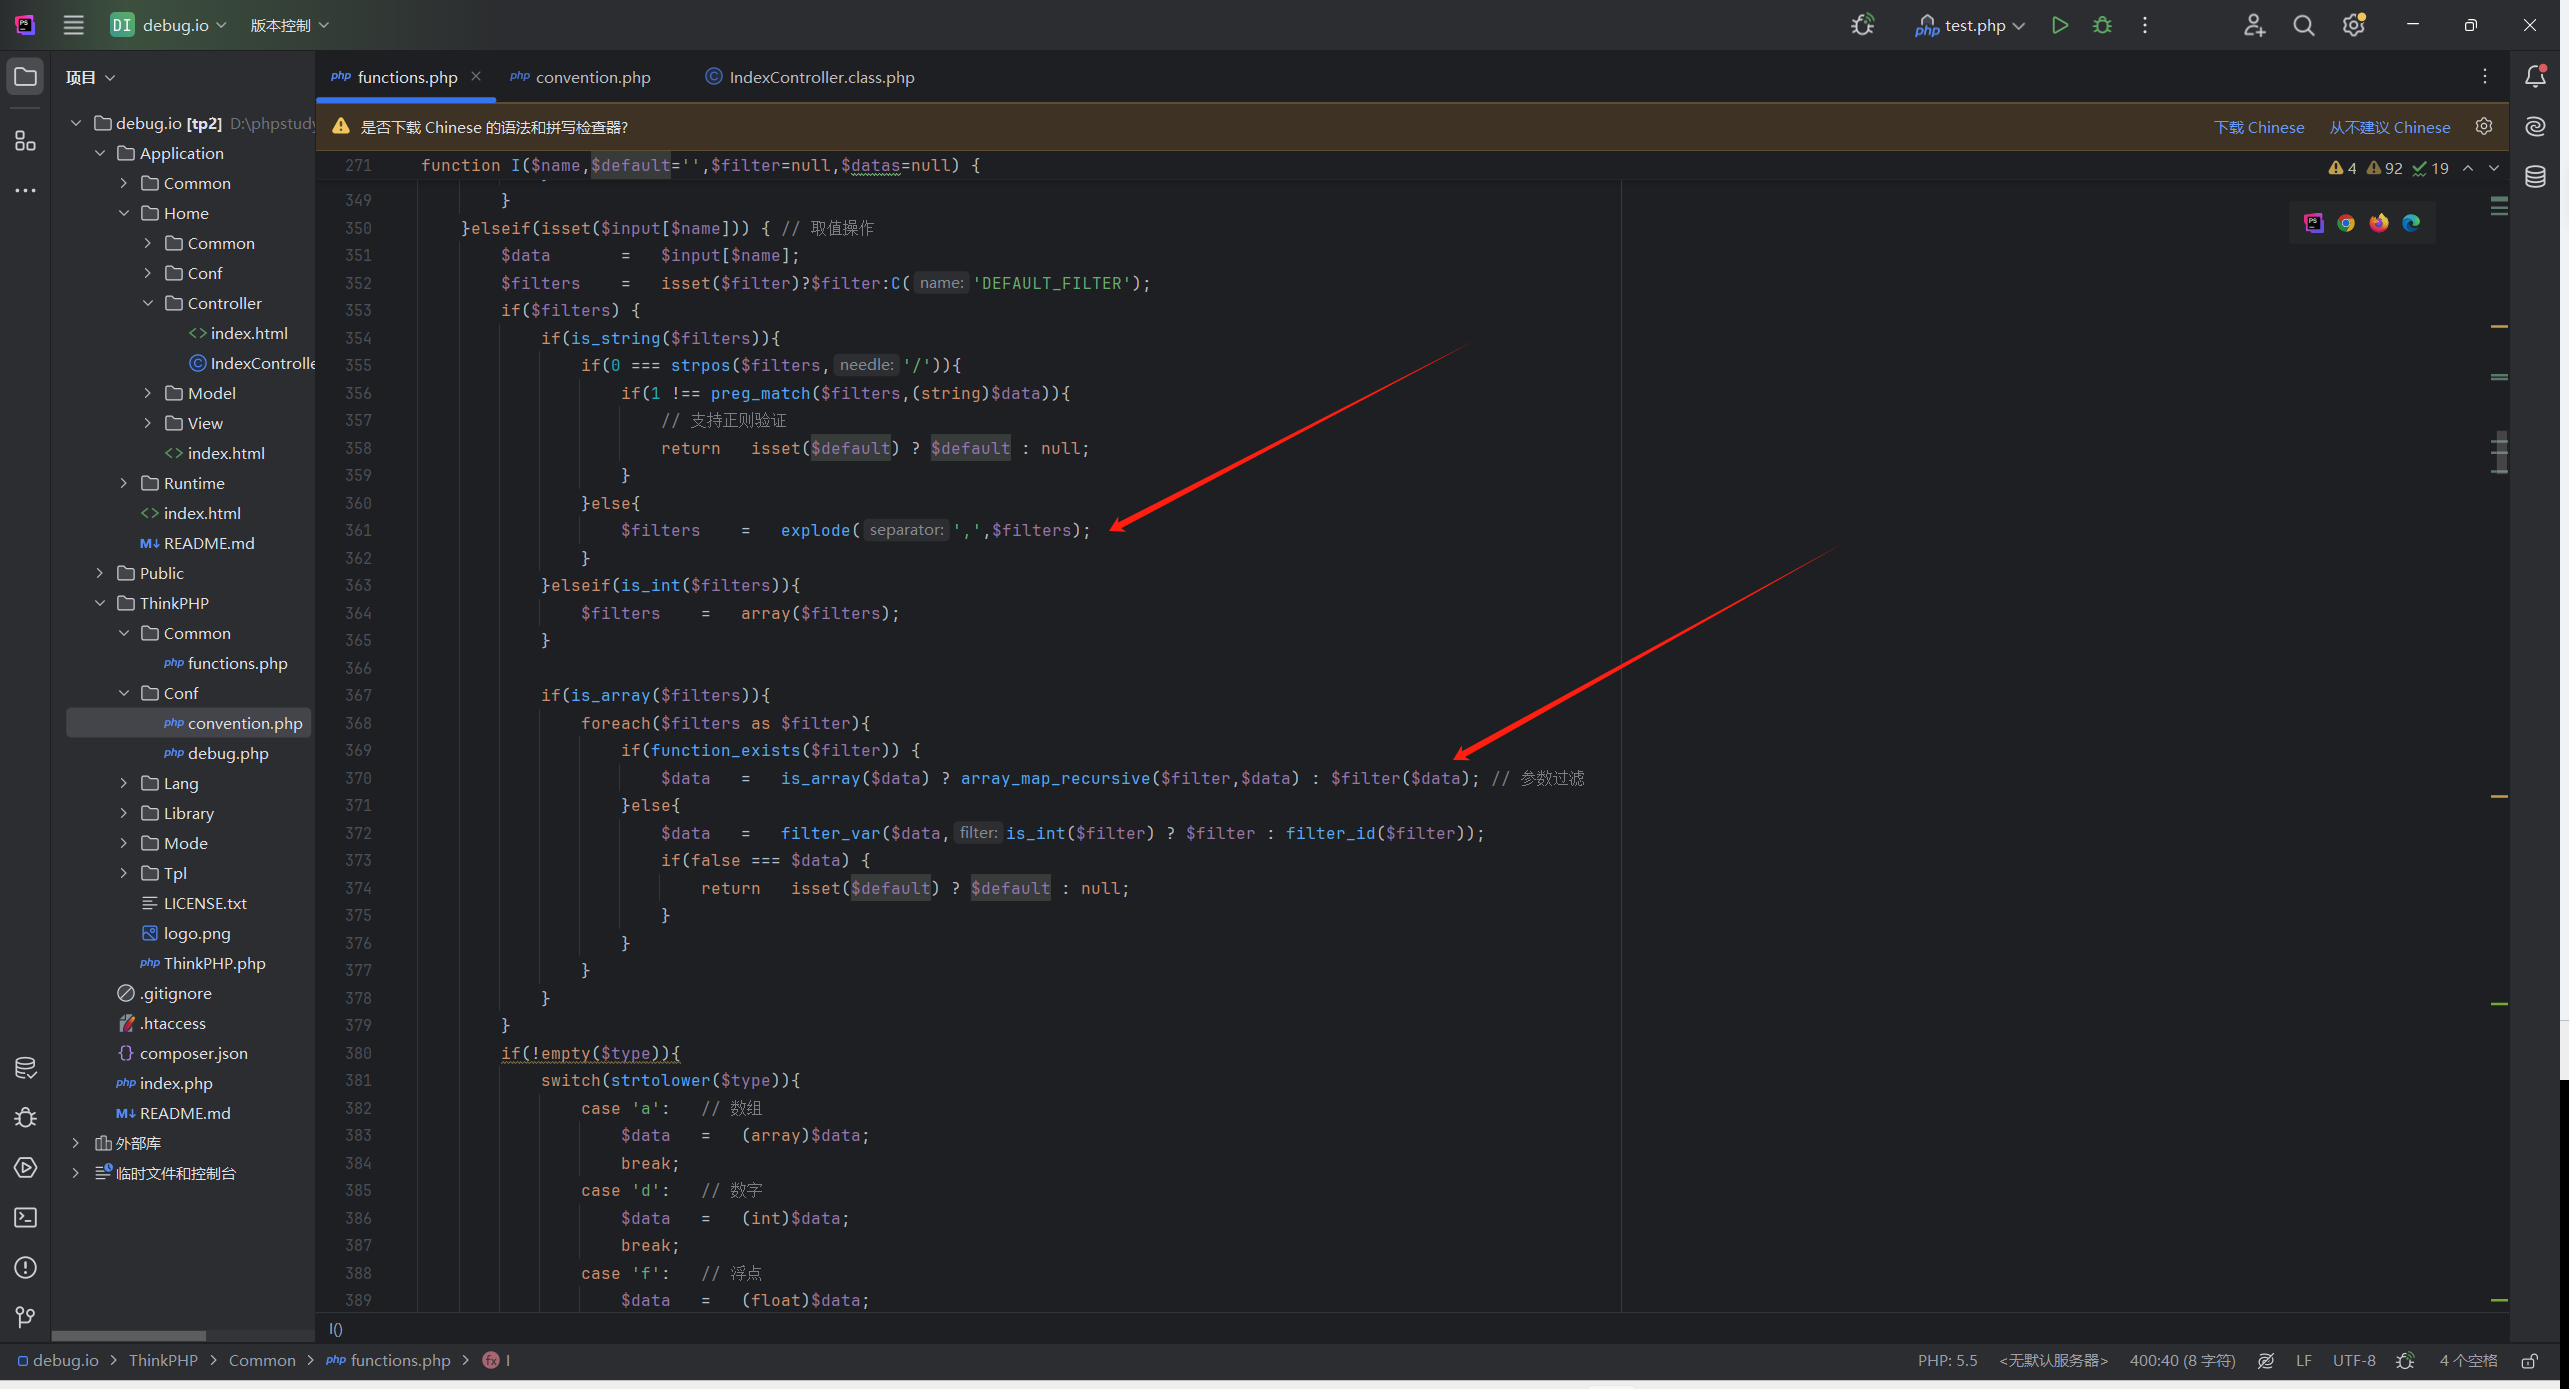 DI debug.io 版本控制 php test.php
项目
debug.io [tp2] D:\phpstudy
Application
Common
Home
Common
Conf
Controller
index.html
IndexControlle
Model
View
index.html
Runtime
index.html
README.md
Public
ThinkPHP
Common
php functions.php
Conf
php convention.php
php debug.php
Lang
Library
Mode
Tpl
LICENSE.txt
logo.png
php ThinkPHP.php
.gitignore
.htaccess
composer.json
php index.php
README.md
外部库
临时文件和控制台
php functions.php php convention.php IndexController.class.php
是否下载 Chinese 的语法和拼写检查器? 下载 Chinese 从不建议 Chinese
271 function I($name,$default='',$filter=null,$datas=null) { 4 92 19
349 }
350 }elseif(isset($input[$name])) { // 取值操作
351 $data = $input[$name];
352 $filters = isset($filter)?$filter:C( name: 'DEFAULT_FILTER');
353 if($filters) {
354 if(is_string($filters)){
355 if(0 === strpos($filters, needle: '/')){
356 if(1 !== preg_match($filters,(string)$data)){
357 // 支持正则验证
358 return isset($default) ? $default : null;
359 }
360 }else{
361 $filters = explode( separator: ',',$filters);
362 }
363 }elseif(is_int($filters)){
364 $filters = array($filters);
365 }
366
367 if(is_array($filters)){
368 foreach($filters as $filter){
369 if(function_exists($filter)) {
370 $data = is_array($data) ? array_map_recursive($filter,$data) : $filter($data); // 参数过滤
371 }else{
372 $data = filter_var($data, filter: is_int($filter) ? $filter : filter_id($filter));
373 if(false === $data) {
374 return isset($default) ? $default : null;
375 }
376 }
377 }
378 }
379 }
380 if(!empty($type)){
381 switch(strtolower($type)){
382 case 'a': // 数组
383 $data = (array)$data;
384 break;
385 case 'd': // 数字
386 $data = (int)$data;
387 break;
388 case 'f': // 浮点
389 $data = (float)$data;
I()
debug.io > ThinkPHP > Common > php functions.php > fx I PHP: 5.5 <无默认服务器> 400:40 (8 字符) LF UTF-8 4 个空格